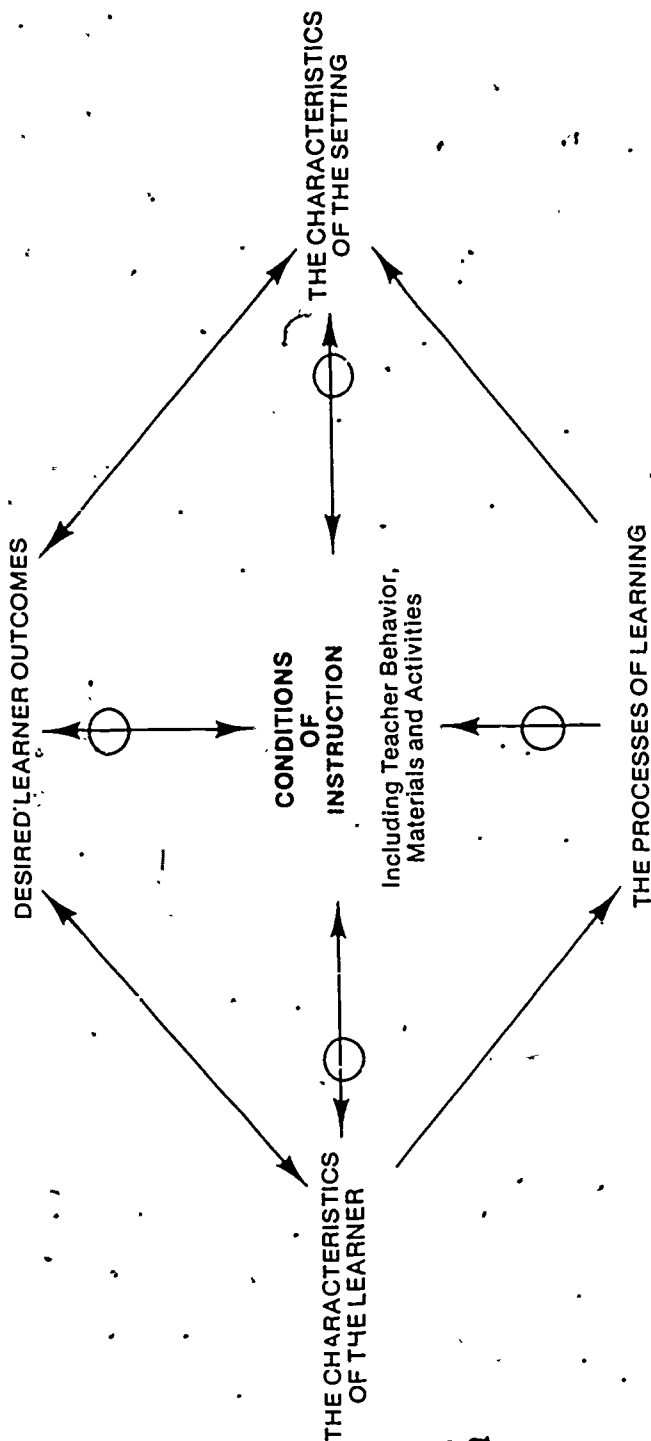 DESIRED LEARNER OUTCOMES
THE CHARACTERISTICS
OF THE LEARNER
CONDITIONS
OF
INSTRUCTION
Including Teacher Behavior,
Materials and Activities
THE CHARACTERISTICS
OF THE SETTING
THE PROCESSES OF LEARNING